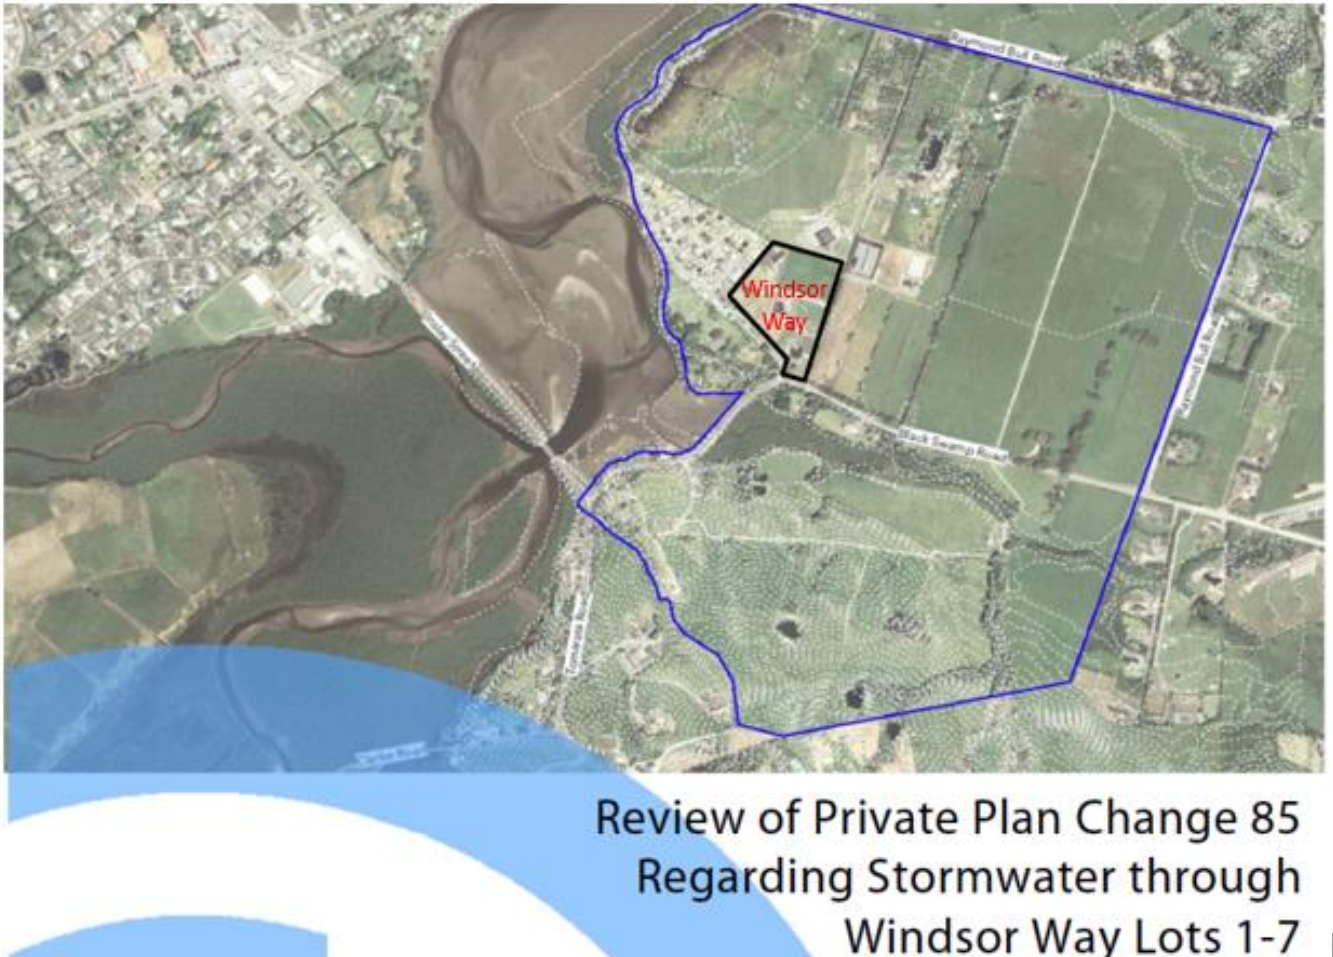 Raymond Bull Road
Windsor
Way
Raymond Bull Road
Black Swamp Road
Review of Private Plan Change 85
Regarding Stormwater through
Windsor Way Lots 1-7